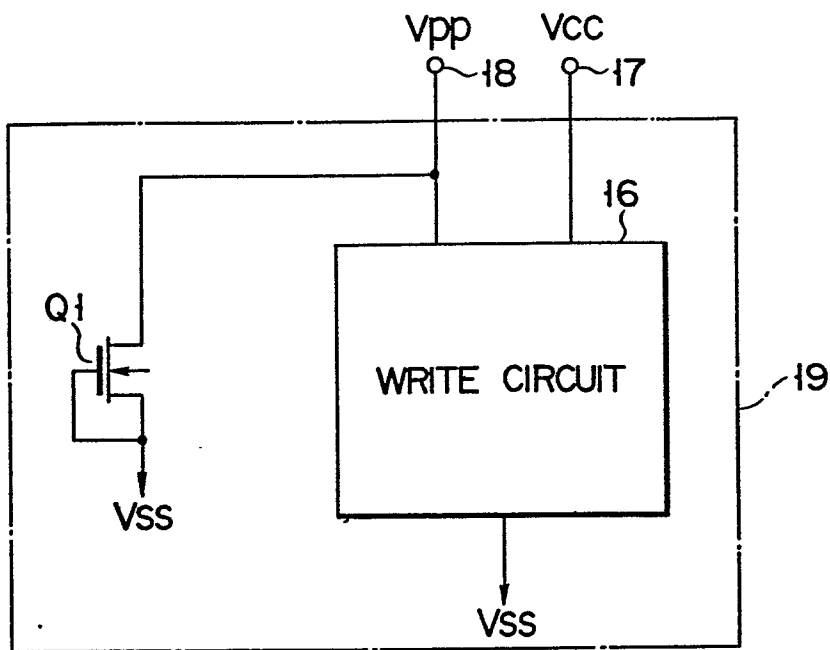 Vpp
Vcc
18
17
16
Q1
WRITE CIRCUIT
19
Vss
Vss